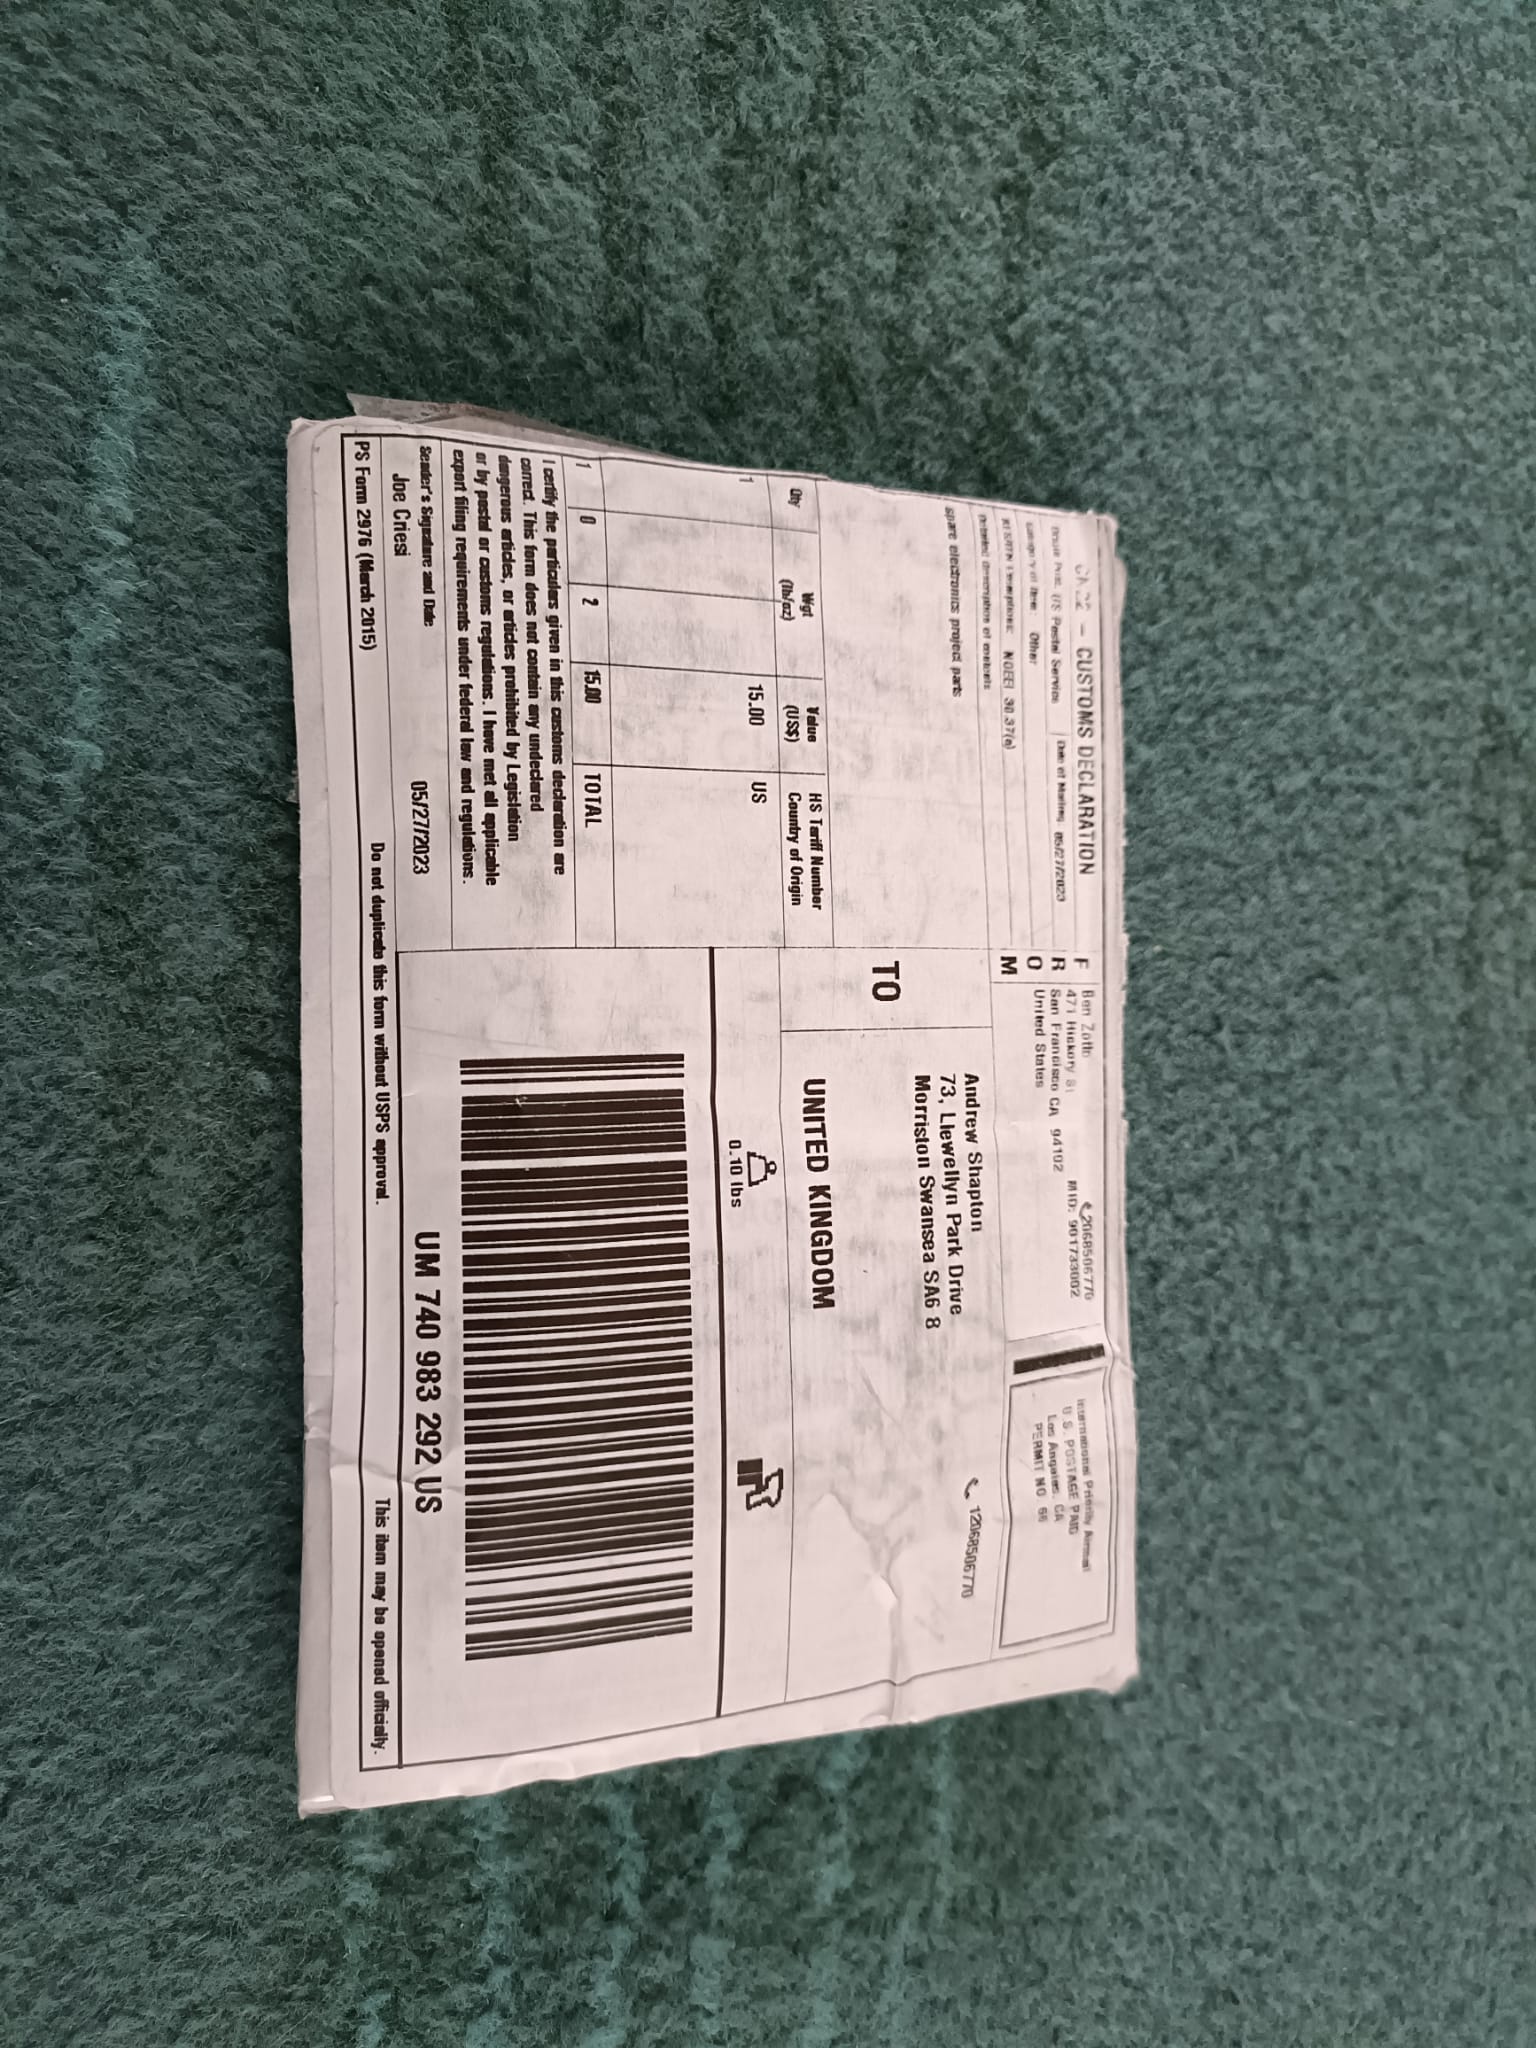 CUSTOMS DECLARATION
US Postal Service Date of Mailing 05/27/2023
Category of Item: Other
NOEEI 30.37(a)
Detailed description of contents
spare electronics project parts
Qty Wgt (lb/oz) Value (US$) HS Tariff Number Country of Origin
1 15.00 US
1 0 2 15.00 TOTAL
I certify the particulars given in this customs declaration are
correct. This form does not contain any undeclared
dangerous articles, or articles prohibited by Legislation
or by postal or customs regulations. I have met all applicable
export filing requirements under federal law and regulations.
Sender's Signature and Date
Joe Criesi 05/27/2023
PS Form 2976 (March 2015) Do not duplicate this form without USPS approval. This item may be opened officially.
FROM
Ben 2068506770
471 Hickory St MID: 901733002
San Francisco CA 94102
United States
International Priority Airmail
U.S. POSTAGE PAID
Los Angeles, CA
PERMIT NO 66
TO
Andrew Shapton 12068506770
73, Llewellyn Park Drive
Morriston Swansea SA6 8
UNITED KINGDOM
0.10 lbs
UM 740 983 292 US